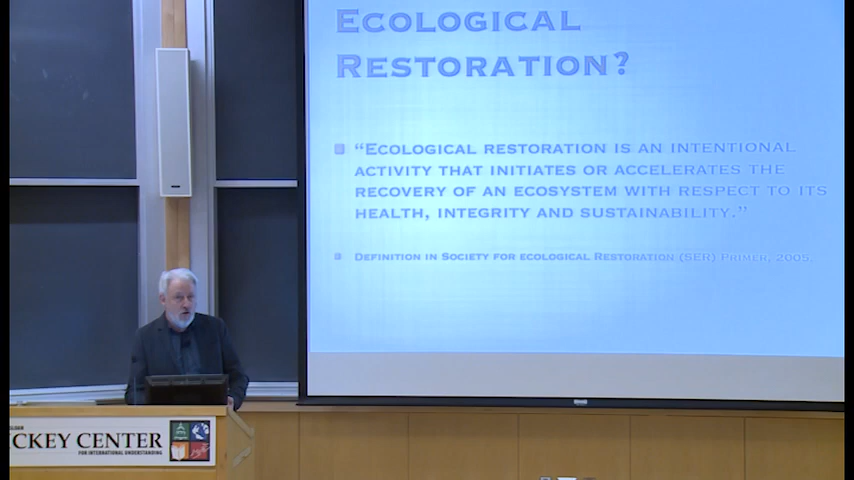 ECOLOGICAL
RESTORATION?
"ECOLOGICAL RESTORATION IS AN INTENTIONAL
ACTIVITY THAT INITIATES OR ACCELERATES THE
RECOVERY OF AN ECOSYSTEM WITH RESPECT TO ITS
HEALTH, INTEGRITY AND SUSTAINABILITY."
DEFINITION IN SOCIETY FOR ECOLOGICAL RESTORATION (SER) PRIMER, 2005.
CKEY CENTER
FOR INTERNATIONAL UNDERSTANDING